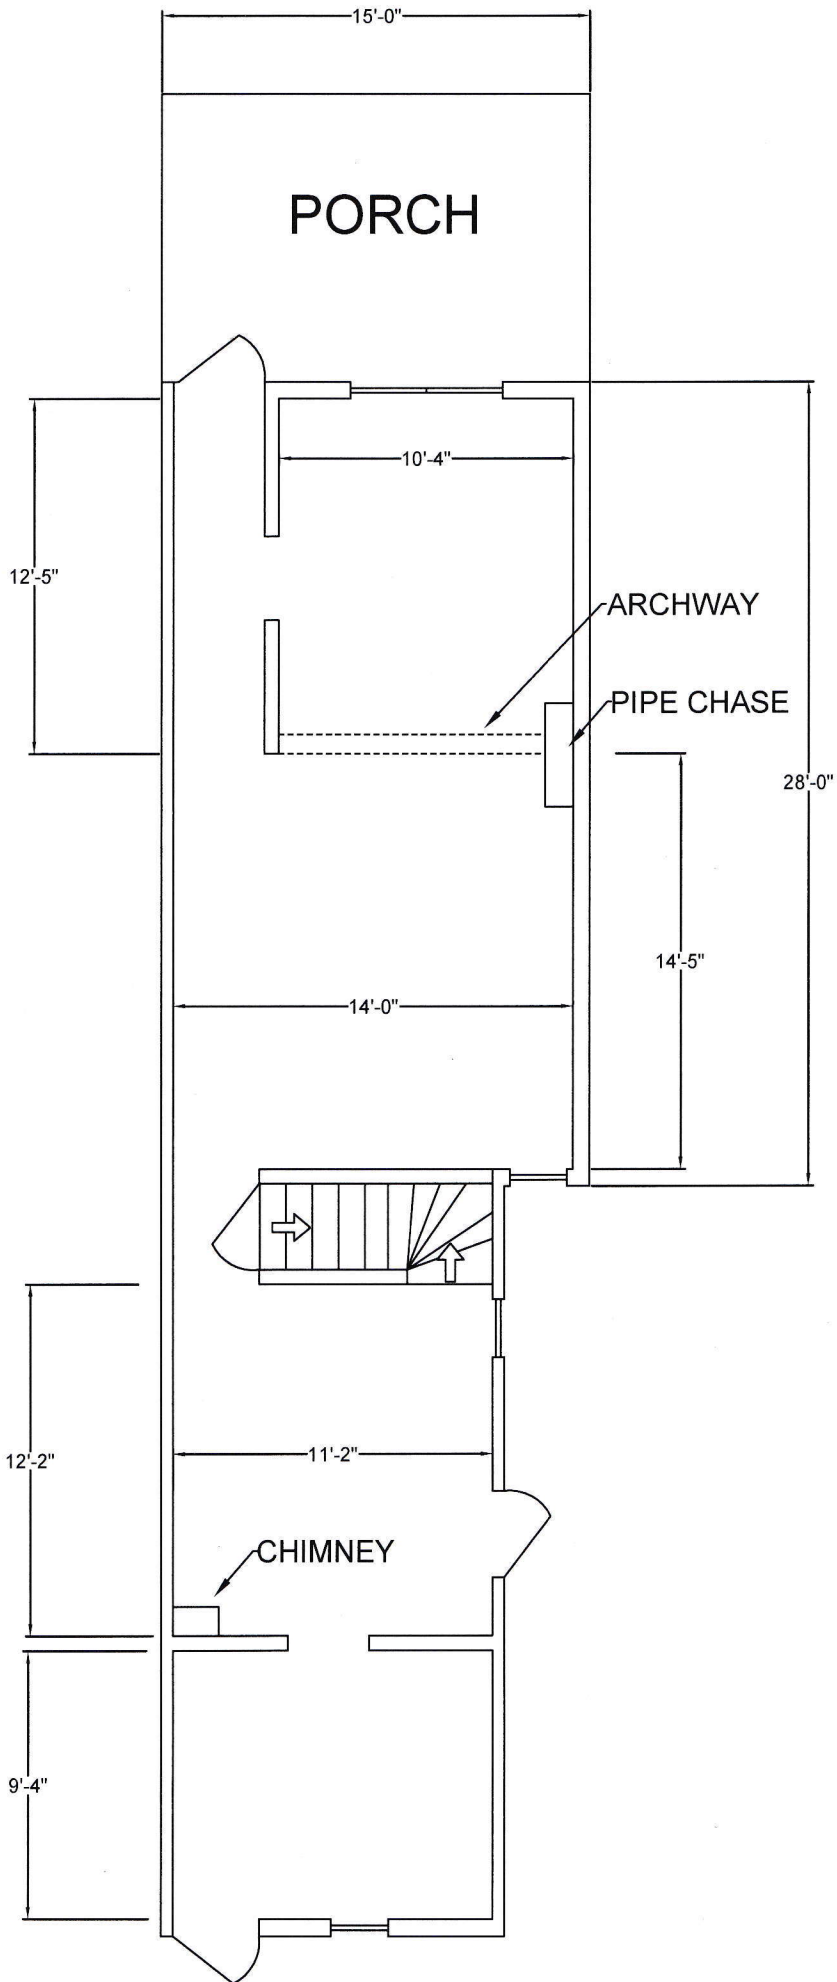 15'-0"
PORCH
10'-4"
12'-5"
ARCHWAY
PIPE CHASE
28'-0"
14'-5"
14'-0"
12'-2"
11'-2"
CHIMNEY
9'-4"